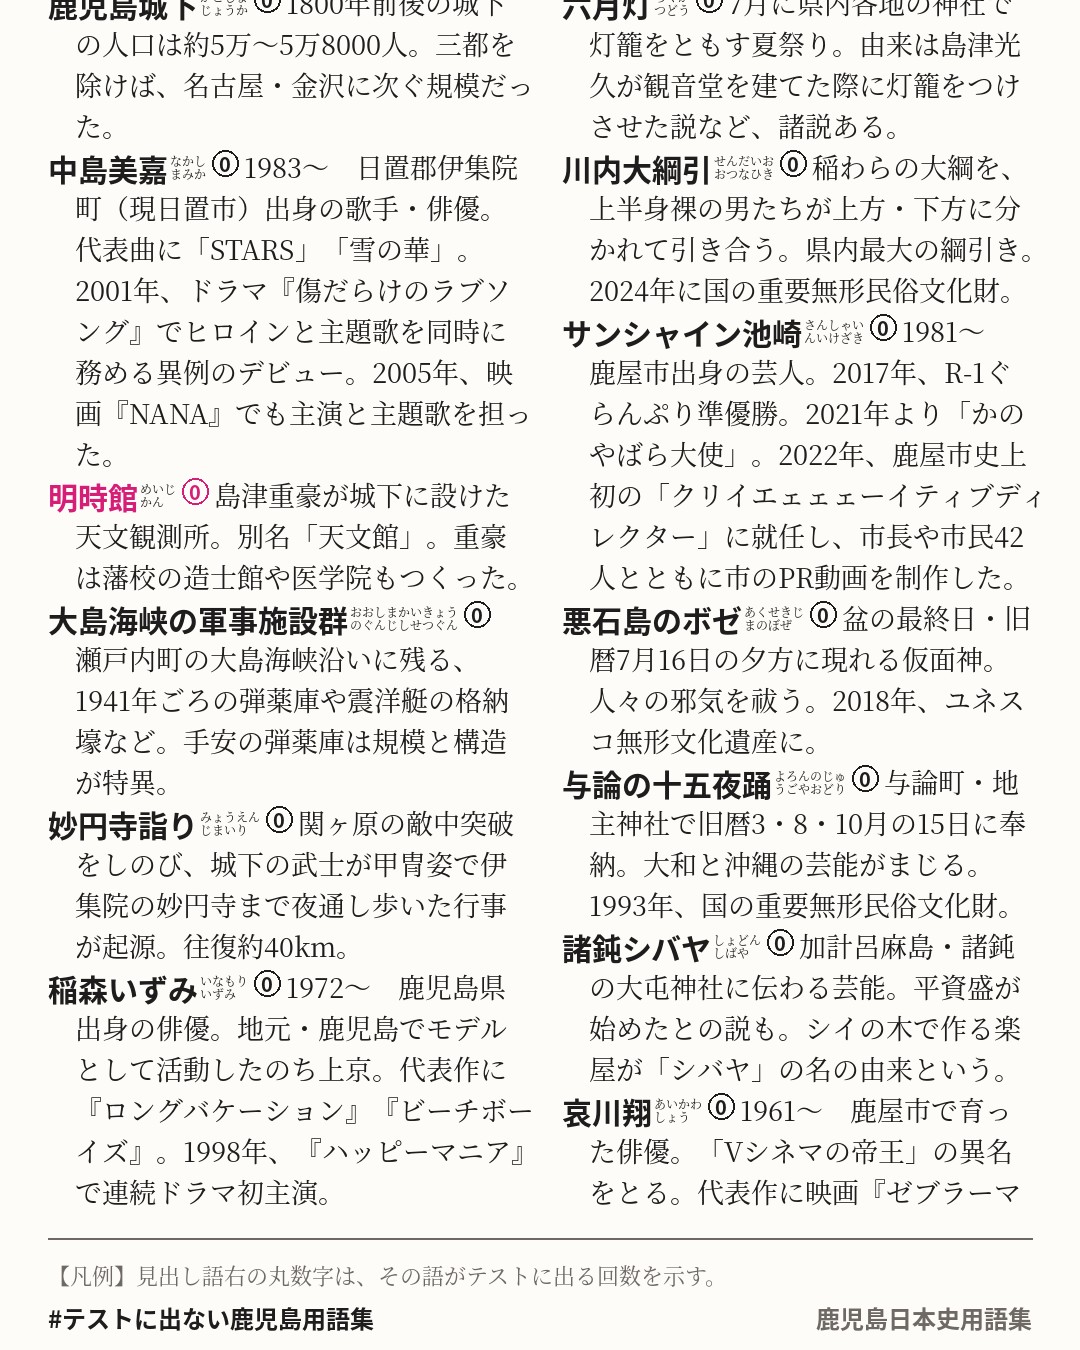 鹿児島城下 かごしまじょうか ⓪ 1800年前後の城下
の人口は約5万〜5万8000人。三都を
除けば、名古屋・金沢に次ぐ規模だっ
た。
中島美嘉 なかしまみか ⓪ 1983〜　日置郡伊集院
町（現日置市）出身の歌手・俳優。
代表曲に「STARS」「雪の華」。
2001年、ドラマ『傷だらけのラブソ
ング』でヒロインと主題歌を同時に
務める異例のデビュー。2005年、映
画『NANA』でも主演と主題歌を担っ
た。
明時館 めいじかん ⓪ 島津重豪が城下に設けた
天文観測所。別名「天文館」。重豪
は藩校の造士館や医学院もつくった。
大島海峡の軍事施設群 おおしまかいきょうのぐんじしせつぐん ⓪
瀬戸内町の大島海峡沿いに残る、
1941年ごろの弾薬庫や震洋艇の格納
壕など。手安の弾薬庫は規模と構造
が特異。
妙円寺詣り みょうえんじまいり ⓪ 関ヶ原の敵中突破
をしのび、城下の武士が甲冑姿で伊
集院の妙円寺まで夜通し歩いた行事
が起源。往復約40km。
稲森いずみ いなもりいずみ ⓪ 1972〜　鹿児島県
出身の俳優。地元・鹿児島でモデル
として活動したのち上京。代表作に
『ロングバケーション』『ビーチボー
イズ』。1998年、『ハッピーマニア』
で連続ドラマ初主演。
六月灯 つどう ⓪ 7月に県内各地の神社で
灯籠をともす夏祭り。由来は島津光
久が観音堂を建てた際に灯籠をつけ
させた説など、諸説ある。
川内大綱引 せんだいおおつなひき ⓪ 稲わらの大綱を、
上半身裸の男たちが上方・下方に分
かれて引き合う。県内最大の綱引き。
2024年に国の重要無形民俗文化財。
サンシャイン池崎 さんしゃいんいけざき ⓪ 1981〜
鹿屋市出身の芸人。2017年、R-1ぐ
らんぷり準優勝。2021年より「かの
やばら大使」。2022年、鹿屋市史上
初の「クリイエェェェーイティブディ
レクター」に就任し、市長や市民42
人とともに市のPR動画を制作した。
悪石島のボゼ あくせきじまのぼぜ ⓪ 盆の最終日・旧
暦7月16日の夕方に現れる仮面神。
人々の邪気を祓う。2018年、ユネス
コ無形文化遺産に。
与論の十五夜踊 よろんのじゅうごやおどり ⓪ 与論町・地
主神社で旧暦3・8・10月の15日に奉
納。大和と沖縄の芸能がまじる。
1993年、国の重要無形民俗文化財。
諸鈍シバヤ しょどんしばや ⓪ 加計呂麻島・諸鈍
の大屯神社に伝わる芸能。平資盛が
始めたとの説も。シイの木で作る楽
屋が「シバヤ」の名の由来という。
哀川翔 あいかわしょう ⓪ 1961〜　鹿屋市で育っ
た俳優。「Vシネマの帝王」の異名
をとる。代表作に映画『ゼブラーマ
【凡例】見出し語右の丸数字は、その語がテストに出る回数を示す。
#テストに出ない鹿児島用語集
鹿児島日本史用語集